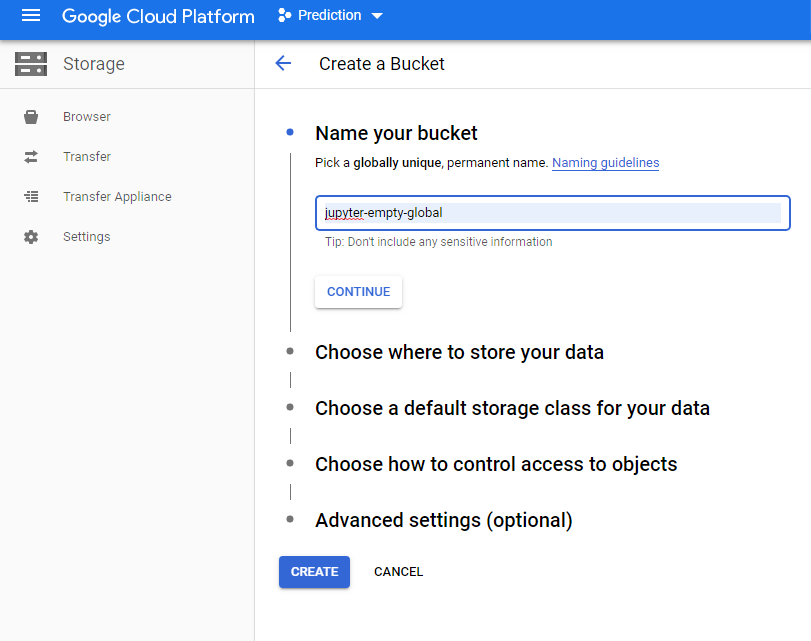 Google Cloud Platform Prediction
Storage
Create a Bucket
Browser
Transfer
Transfer Appliance
Settings
Name your bucket
Pick a globally unique, permanent name. Naming guidelines
jupyter-empty-global
Tip: Don't include any sensitive information
CONTINUE
Choose where to store your data
Choose a default storage class for your data
Choose how to control access to objects
Advanced settings (optional)
CREATE CANCEL